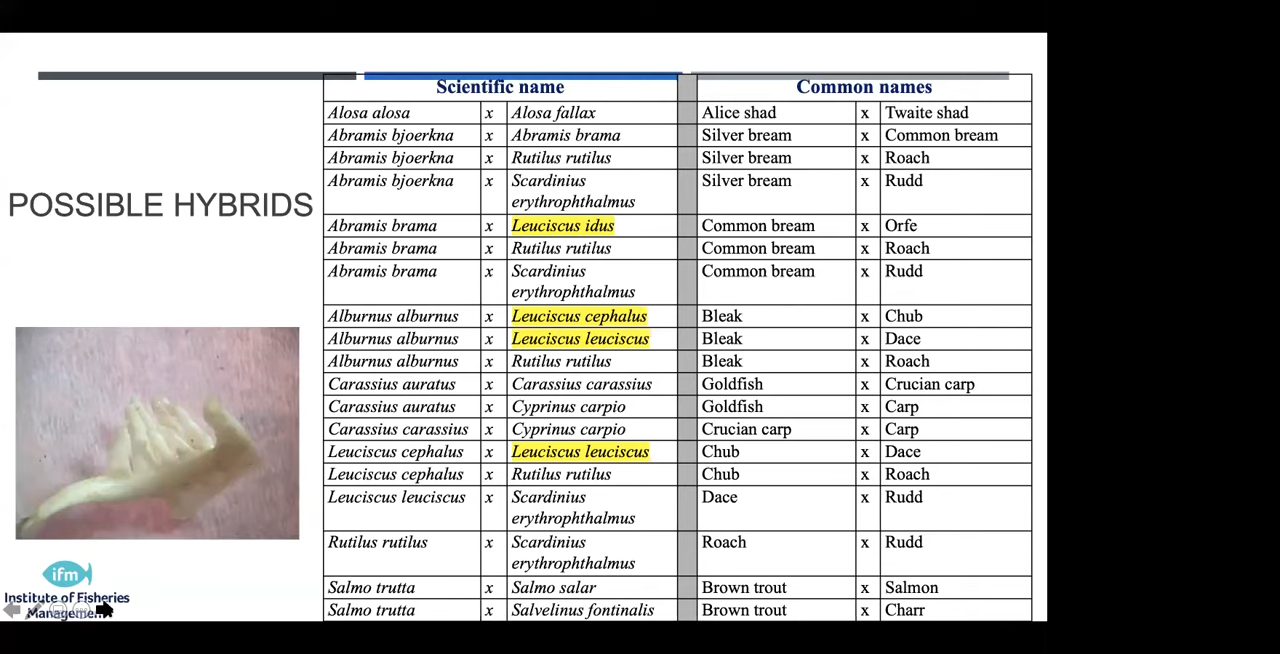 POSSIBLE HYBRIDS
Scientific name Common names
Alosa alosa x Alosa fallax Alice shad x Twaite shad
Abramis bjoerkna x Abramis brama Silver bream x Common bream
Abramis bjoerkna x Rutilus rutilus Silver bream x Roach
Abramis bjoerkna x Scardinius Silver bream x Rudd
erythrophthalmus
Abramis brama x Leuciscus idus Common bream x Orfe
Abramis brama x Rutilus rutilus Common bream x Roach
Abramis brama x Scardinius Common bream x Rudd
erythrophthalmus
Alburnus alburnus x Leuciscus cephalus Bleak x Chub
Alburnus alburnus x Leuciscus leuciscus Bleak x Dace
Alburnus alburnus x Rutilus rutilus Bleak x Roach
Carassius auratus x Carassius carassius Goldfish x Crucian carp
Carassius auratus x Cyprinus carpio Goldfish x Carp
Carassius carassius x Cyprinus carpio Crucian carp x Carp
Leuciscus cephalus x Leuciscus leuciscus Chub x Dace
Leuciscus cephalus x Rutilus rutilus Chub x Roach
Leuciscus leuciscus x Scardinius Dace x Rudd
erythrophthalmus
Rutilus rutilus x Scardinius Roach x Rudd
erythrophthalmus
Salmo trutta x Salmo salar Brown trout x Salmon
Salmo trutta x Salvelinus fontinalis Brown trout x Charr
ifm
Institute of Fisheries